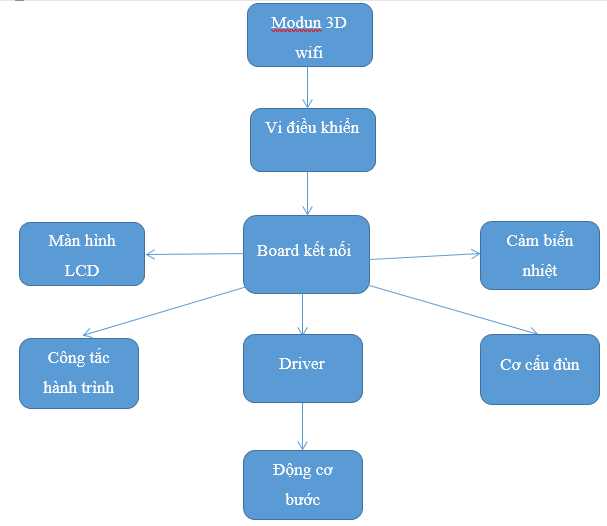 Modun 3D
wifi
Vi điều khiển
Màn hình
LCD
Board kết nối
Cảm biến
nhiệt
Công tắc
hành trình
Driver
Cơ cấu đùn
Động cơ
bước